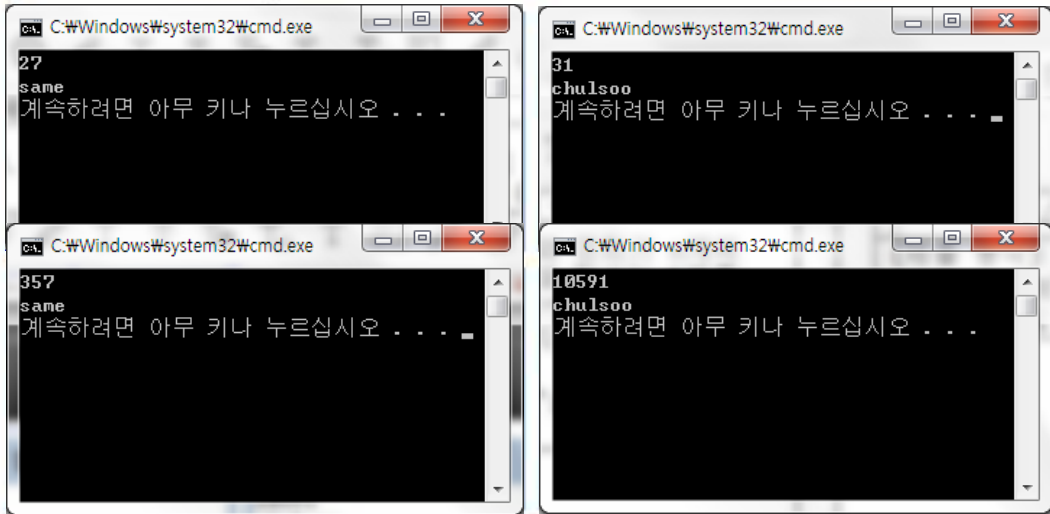 C:₩Windows₩system32₩cmd.exe
27
same
계속하려면 아무 키나 누르십시오 . . .
C:₩Windows₩system32₩cmd.exe
31
chulsoo
계속하려면 아무 키나 누르십시오 . . .
C:₩Windows₩system32₩cmd.exe
357
same
계속하려면 아무 키나 누르십시오 . . .
C:₩Windows₩system32₩cmd.exe
10591
chulsoo
계속하려면 아무 키나 누르십시오 . . .